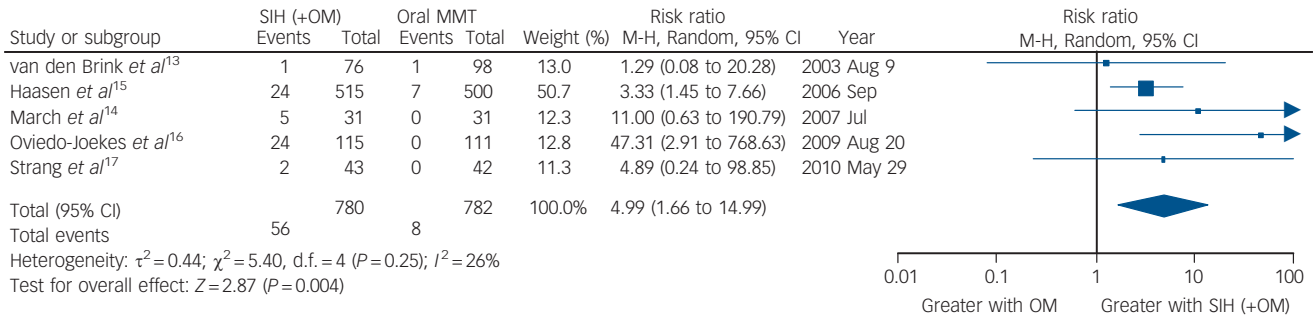 SIH (+OM) Oral MMT Risk ratio Risk ratio
Study or subgroup Events Total Events Total Weight (%) M-H, Random, 95% CI Year M-H, Random, 95% CI
van den Brink et al13 1 76 1 98 13.0 1.29 (0.08 to 20.28) 2003 Aug 9
Haasen et al15 24 515 7 500 50.7 3.33 (1.45 to 7.66) 2006 Sep
March et al14 5 31 0 31 12.3 11.00 (0.63 to 190.79) 2007 Jul
Oviedo-Joekes et al16 24 115 0 111 12.8 47.31 (2.91 to 768.63) 2009 Aug 20
Strang et al17 2 43 0 42 11.3 4.89 (0.24 to 98.85) 2010 May 29
Total (95% CI) 780 782 100.0% 4.99 (1.66 to 14.99)
Total events 56 8
Heterogeneity: τ2 = 0.44; χ2 = 5.40, d.f. = 4 (P = 0.25); I2 = 26%
Test for overall effect: Z = 2.87 (P = 0.004)
0.01 0.1 1 10 100
Greater with OM Greater with SIH (+OM)